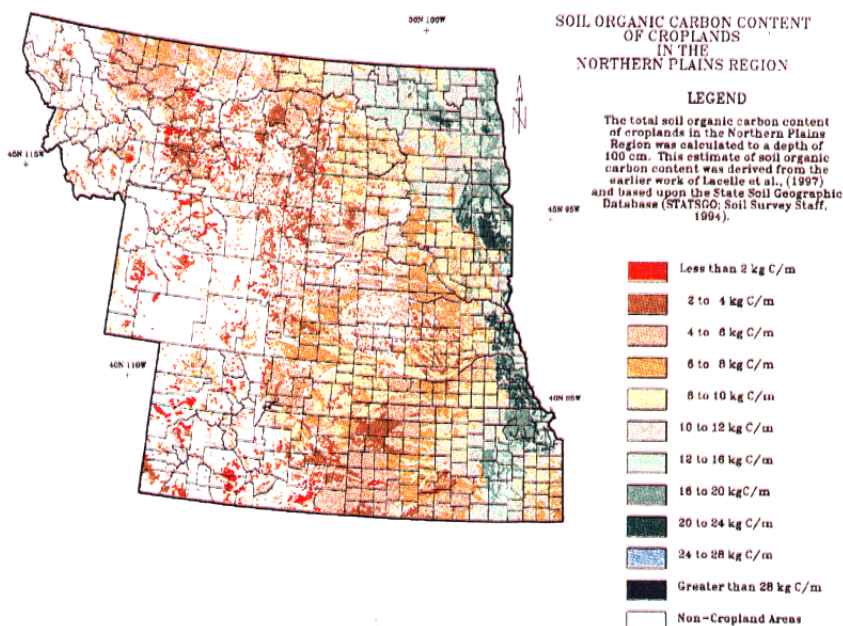 50N 100W
SOIL ORGANIC CARBON CONTENT
OF CROPLANDS
IN THE
NORTHERN PLAINS REGION
N
LEGEND
The total soil organic carbon content
of croplands in the Northern Plains
Region was calculated to a depth of
100 cm. This estimate of soil organic
carbon content was derived from the
earlier work of Lacelle et al., (1997)
and based upon the State Soil Geographic
Database (STATSGO; Soil Survey Staff,
1994).
45N 115W
45N 95W
40N 110W
40N 95W
Less than 2 kg C/m
2 to 4 kg C/m
4 to 6 kg C/m
6 to 8 kg C/m
8 to 10 kg C/m
10 to 12 kg C/m
12 to 16 kg C/m
16 to 20 kgC/m
20 to 24 kg C/m
24 to 28 kg C/m
Greater than 28 kg C/m
Non-Cropland Areas